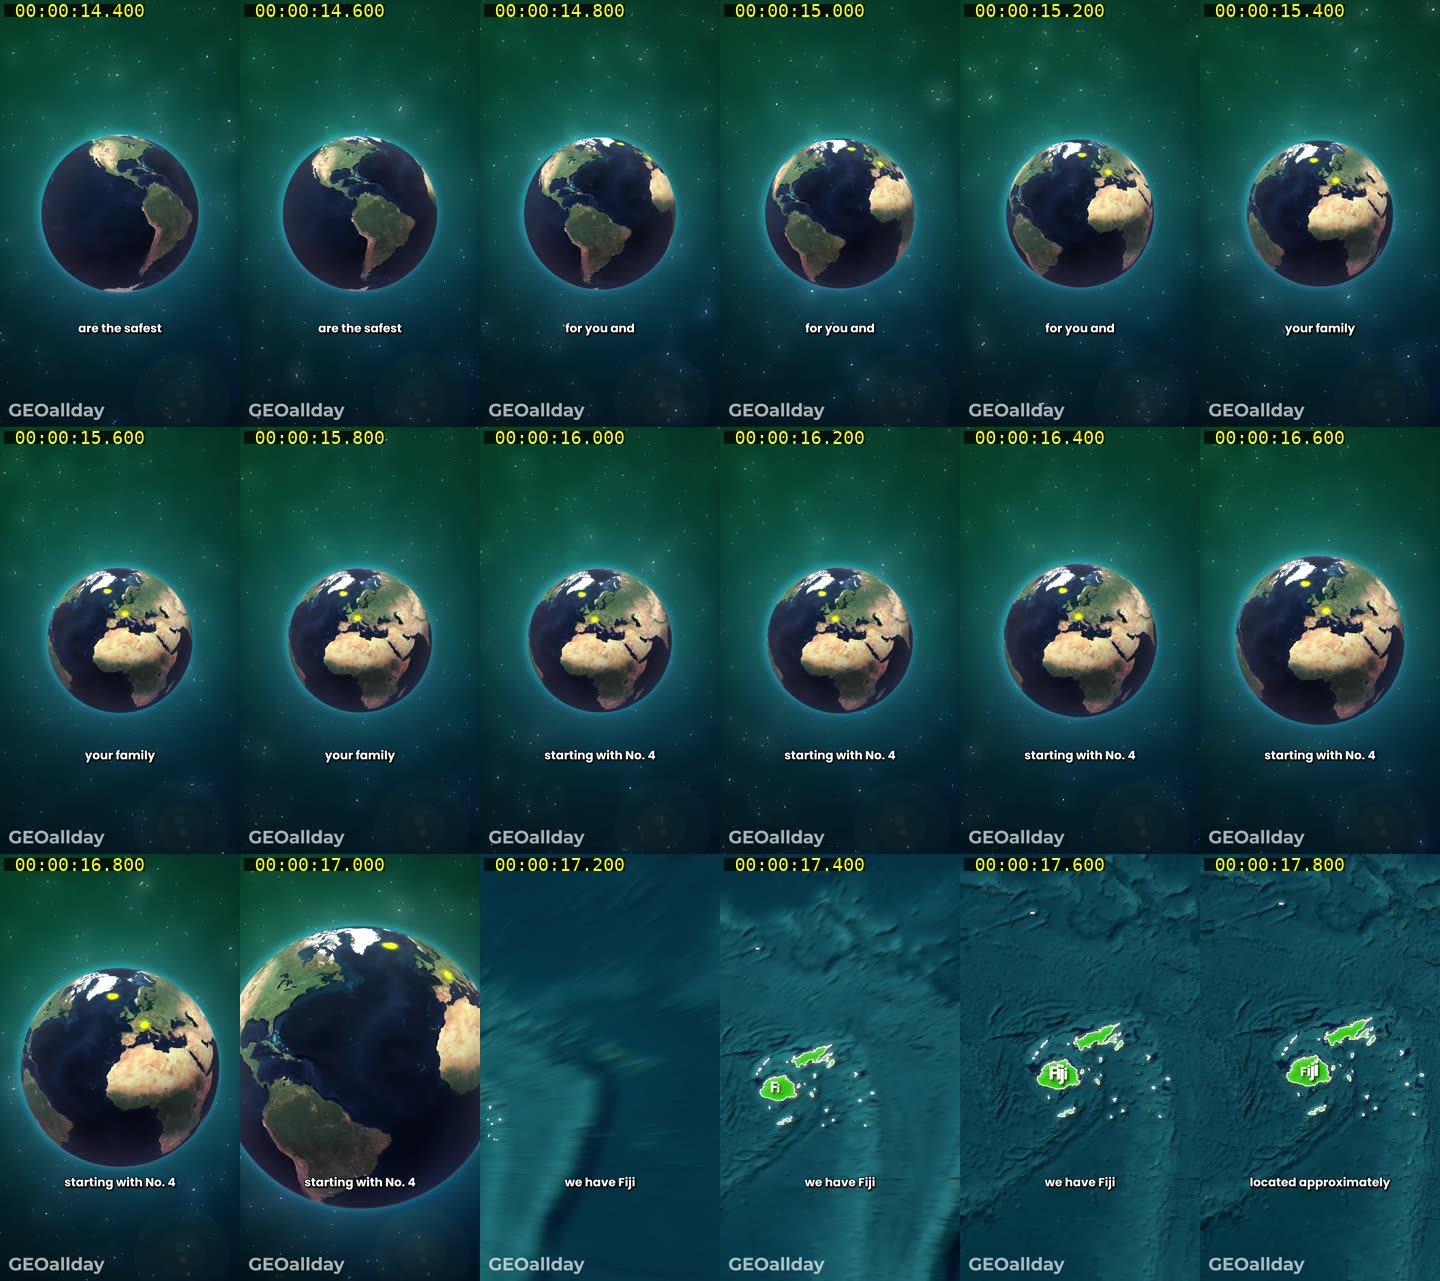 00:00:14.400
are the safest
GEOallday
00:00:14.600
are the safest
GEOallday
00:00:14.800
for you and
GEOallday
00:00:15.000
for you and
GEOallday
00:00:15.200
for you and
GEOallday
00:00:15.400
your family
GEOallday
00:00:15.600
your family
GEOallday
00:00:15.800
your family
GEOallday
00:00:16.000
starting with No. 4
GEOallday
00:00:16.200
starting with No. 4
GEOallday
00:00:16.400
starting with No. 4
GEOallday
00:00:16.600
starting with No. 4
GEOallday
00:00:16.800
starting with No. 4
GEOallday
00:00:17.000
starting with No. 4
GEOallday
00:00:17.200
we have Fiji
GEOallday
00:00:17.400
Fi
we have Fiji
GEOallday
00:00:17.600
Fiji
we have Fiji
GEOallday
00:00:17.800
Fiji
located approximately
GEOallday